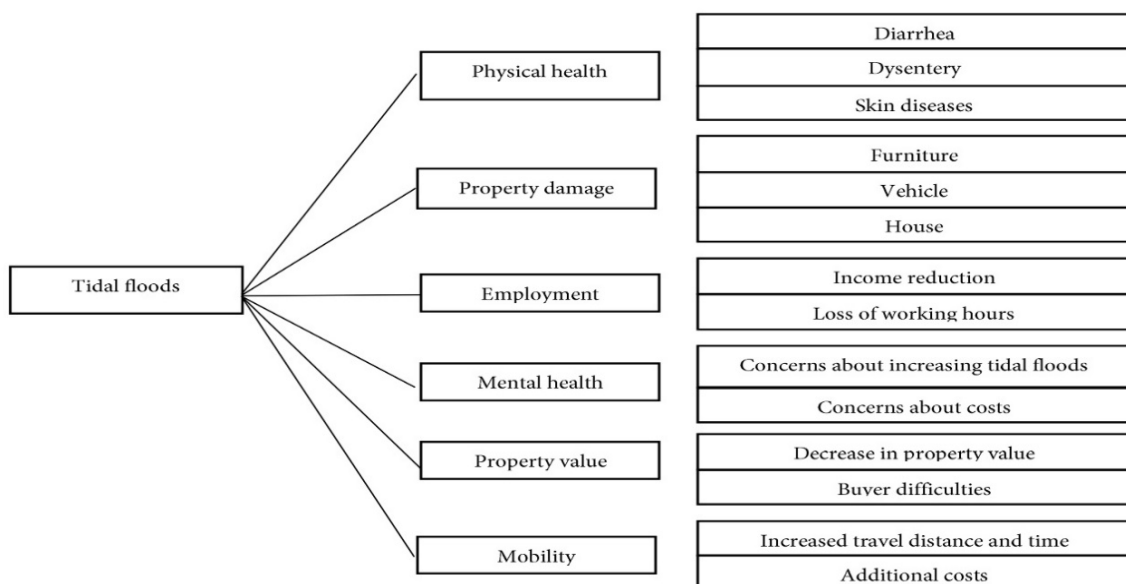 Tidal floods
Physical health
Diarrhea
Dysentery
Skin diseases
Property damage
Furniture
Vehicle
House
Employment
Income reduction
Loss of working hours
Mental health
Concerns about increasing tidal floods
Concerns about costs
Property value
Decrease in property value
Buyer difficulties
Mobility
Increased travel distance and time
Additional costs